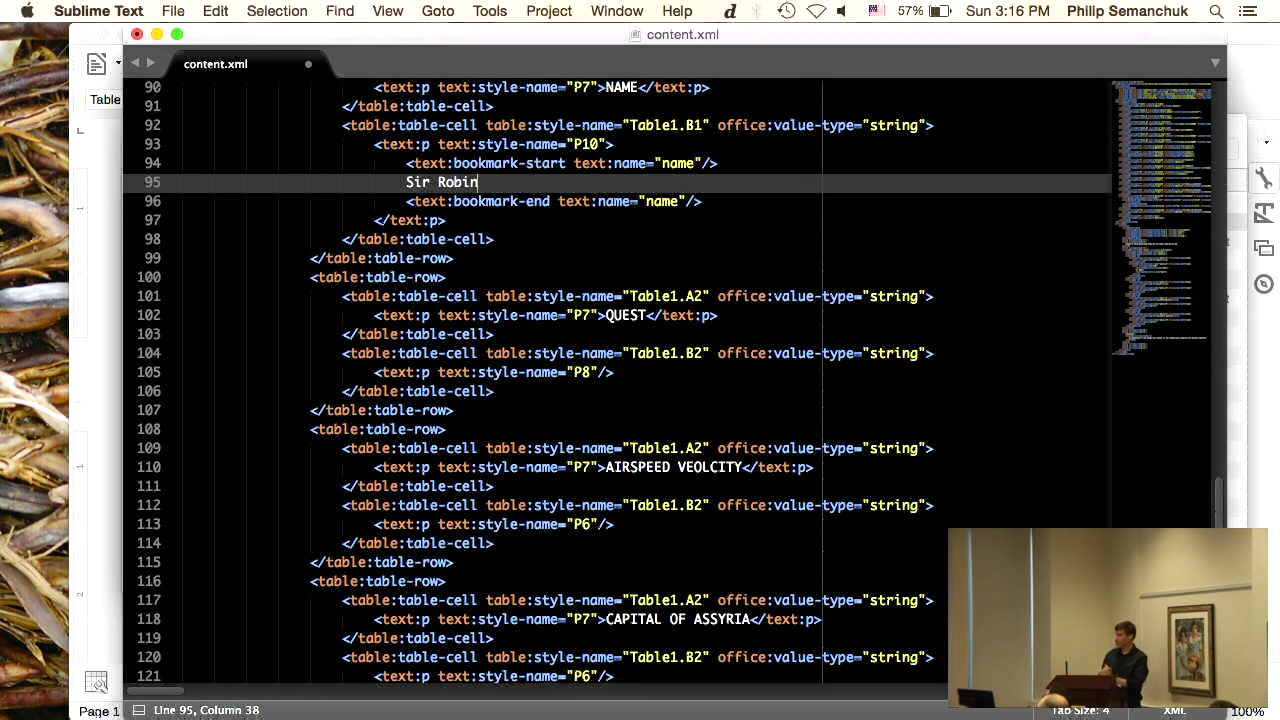 Sublime Text File Edit Selection Find View Goto Tools Project Window Help 57% Sun 3:16 PM Philip Semanchuk
content.xml
content.xml
Table
90 <text:p text:style-name="P7">NAME</text:p>
91 </table:table-cell>
92 <table:table-cell table:style-name="Table1.B1" office:value-type="string">
93 <text:p text:style-name="P10">
94 <text:bookmark-start text:name="name"/>
95 Sir Robin
96 <text:bookmark-end text:name="name"/>
97 </text:p>
98 </table:table-cell>
99 </table:table-row>
100 <table:table-row>
101 <table:table-cell table:style-name="Table1.A2" office:value-type="string">
102 <text:p text:style-name="P7">QUEST</text:p>
103 </table:table-cell>
104 <table:table-cell table:style-name="Table1.B2" office:value-type="string">
105 <text:p text:style-name="P8"/>
106 </table:table-cell>
107 </table:table-row>
108 <table:table-row>
109 <table:table-cell table:style-name="Table1.A2" office:value-type="string">
110 <text:p text:style-name="P7">AIRSPEED VEOLCITY</text:p>
111 </table:table-cell>
112 <table:table-cell table:style-name="Table1.B2" office:value-type="string">
113 <text:p text:style-name="P6"/>
114 </table:table-cell>
115 </table:table-row>
116 <table:table-row>
117 <table:table-cell table:style-name="Table1.A2" office:value-type="string">
118 <text:p text:style-name="P7">CAPITAL OF ASSYRIA</text:p>
119 </table:table-cell>
120 <table:table-cell table:style-name="Table1.B2" office:value-type="string">
121 <text:p text:style-name="P6"/>
Page 1 Line 95, Column 38 Tab Size: 4 XML 100%